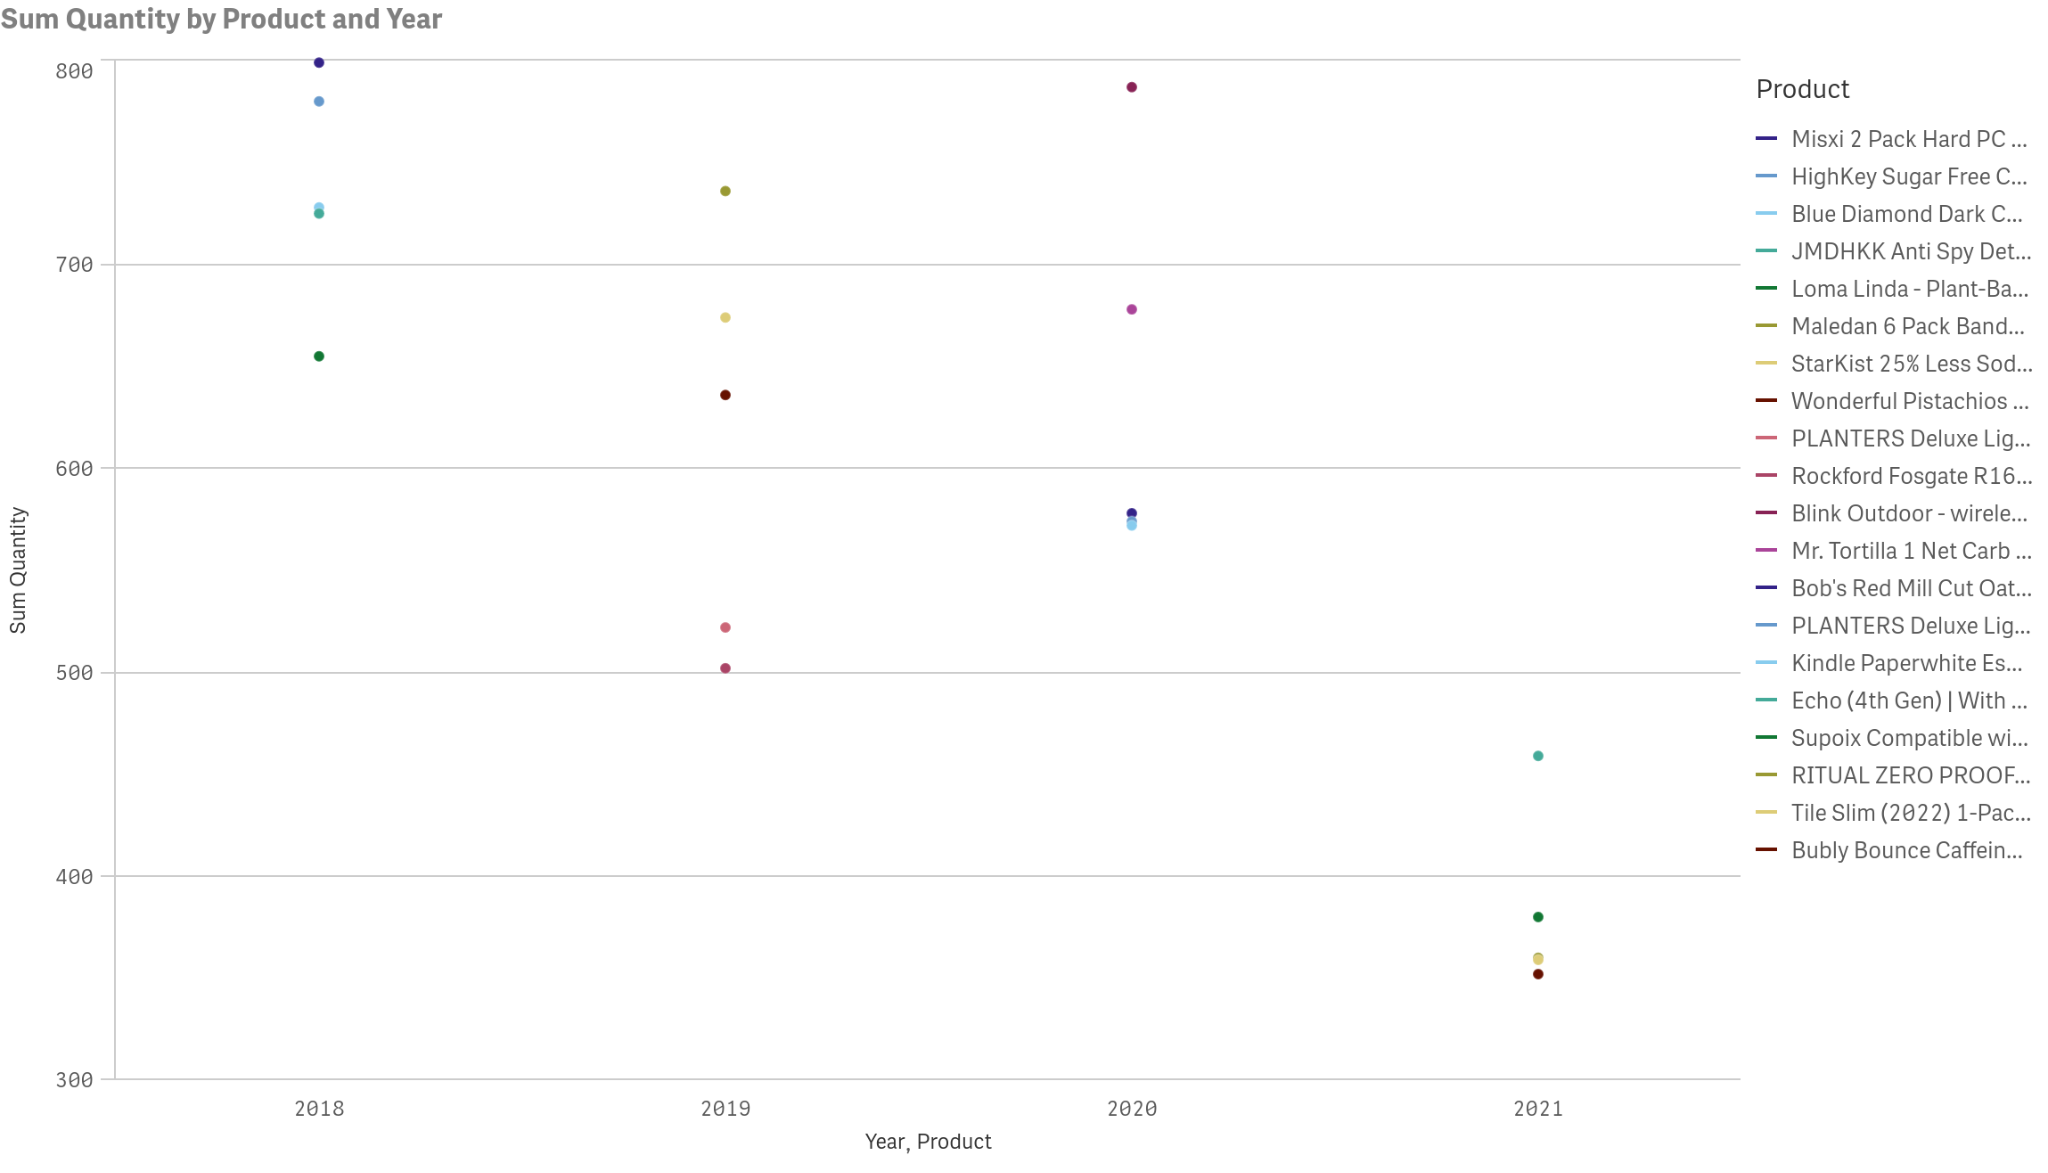 Sum Quantity by Product and Year
800
700
600
500
400
300
Sum Quantity
2018 2019 2020 2021
Year, Product
Product
Misxi 2 Pack Hard PC ...
HighKey Sugar Free C...
Blue Diamond Dark C...
JMDHKK Anti Spy Det...
Loma Linda - Plant-Ba...
Maledan 6 Pack Band...
StarKist 25% Less Sod...
Wonderful Pistachios ...
PLANTERS Deluxe Lig...
Rockford Fosgate R16...
Blink Outdoor - wirele...
Mr. Tortilla 1 Net Carb ...
Bob's Red Mill Cut Oat...
PLANTERS Deluxe Lig...
Kindle Paperwhite Es...
Echo (4th Gen) | With ...
Supoix Compatible wi...
RITUAL ZERO PROOF...
Tile Slim (2022) 1-Pac...
Bubly Bounce Caffein...